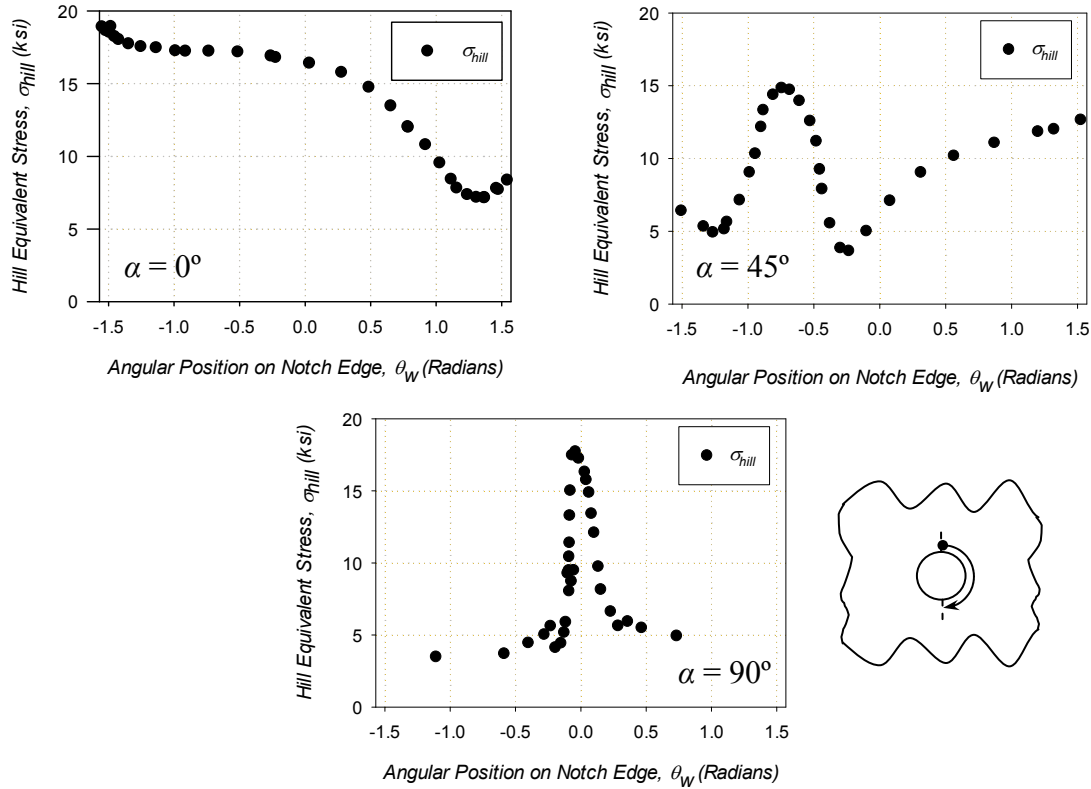 20
15
10
5
0
Hill Equivalent Stress, σhill (ksi)
σhill
α = 0º
-1.5 -1.0 -0.5 0.0 0.5 1.0 1.5
Angular Position on Notch Edge, θW (Radians)
20
15
10
5
0
Hill Equivalent Stress, σhill (ksi)
σhill
α = 45º
-1.5 -1.0 -0.5 0.0 0.5 1.0 1.5
Angular Position on Notch Edge, θW (Radians)
20
15
10
5
0
Hill Equivalent Stress, σhill (ksi)
σhill
α = 90º
-1.5 -1.0 -0.5 0.0 0.5 1.0 1.5
Angular Position on Notch Edge, θW (Radians)